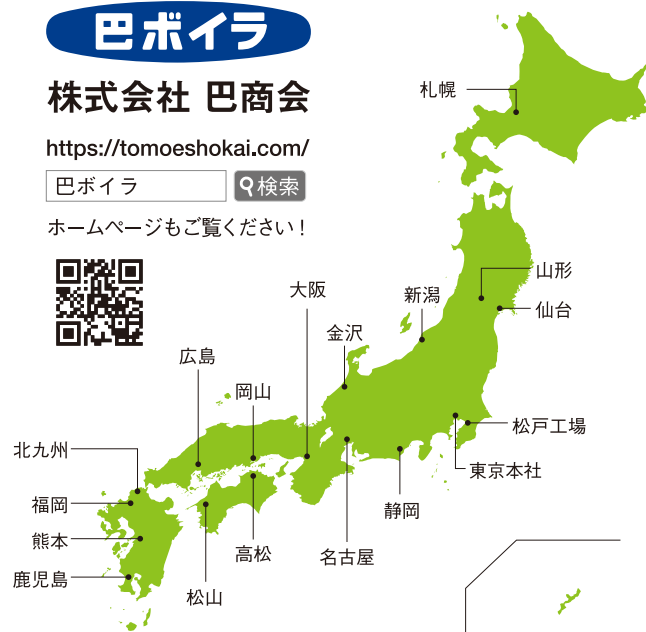 巴ボイラ
株式会社 巴商会
https://tomoeshokai.com/
巴ボイラ 検索
ホームページもご覧ください！
札幌
山形
仙台
新潟
大阪
金沢
広島
岡山
松戸工場
東京本社
北九州
静岡
福岡
熊本
高松
名古屋
鹿児島
松山